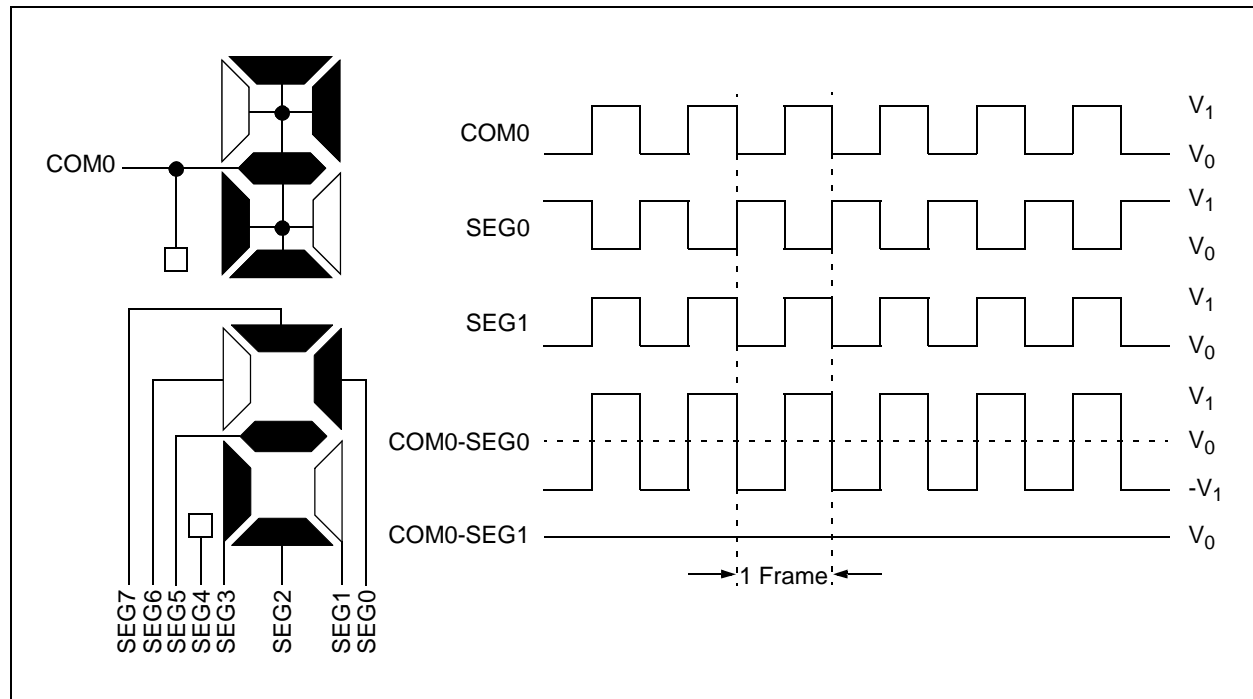 COM0
V1
V0
COM0
V1
SEG0
V0
V1
SEG1
V0
V1
COM0-SEG0
V0
-V1
COM0-SEG1
V0
1 Frame
SEG7
SEG6
SEG5
SEG4
SEG3
SEG2
SEG1
SEG0